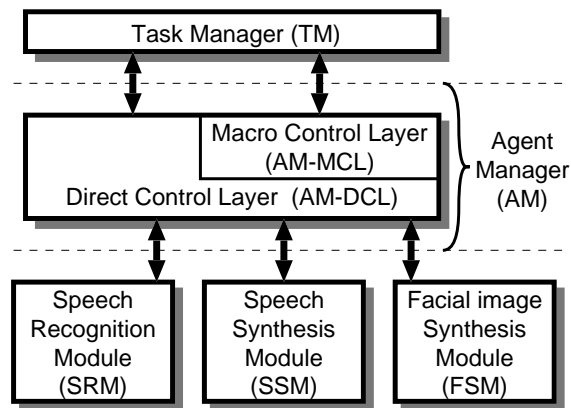 Task Manager (TM)
Macro Control Layer
(AM-MCL)
Direct Control Layer (AM-DCL)
Agent
Manager
(AM)
Speech
Recognition
Module
(SRM)
Speech
Synthesis
Module
(SSM)
Facial image
Synthesis
Module
(FSM)